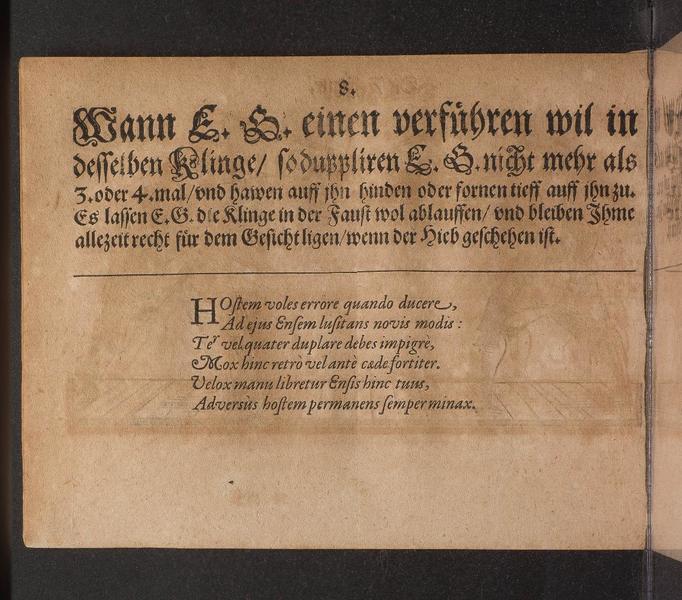 8.
Wann E. G. einen verführen wil in
desselben Klinge/ so duppliren E. G. nicht mehr als
3. oder 4. mal/ vnd hawen auff jhn hinden oder fornen tieff auff jhn zu.
Es lassen E. G. die Klinge in der Faust wol ablauffen/ vnd bleiben Jhme
allezeit recht für dem Gesicht ligen/ wenn der Hieb geschehen ist.
HOstem voles errore quando ducere,
Ad ejus Ensem lusitans novis modis:
Ter vel quater duplare debes impigrè,
Mox hinc retrò vel antè cade fortiter.
Velox manu libretur Ensis hinc tuus,
Adversùs hostem permanens semper minax.